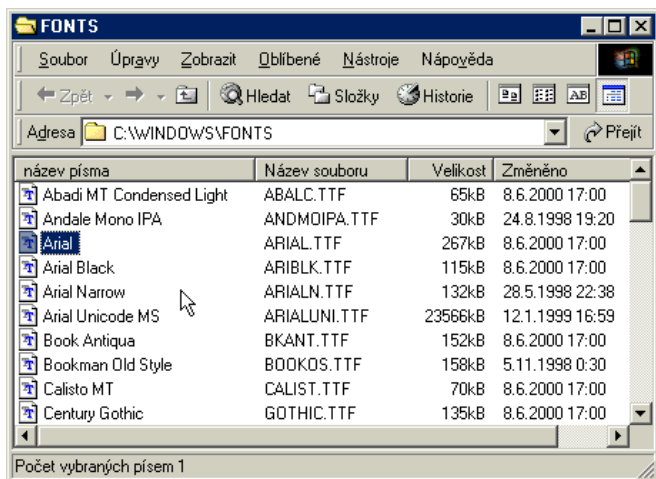 FONTS
Soubor Úpravy Zobrazit Oblíbené Nástroje Nápověda
Zpět Hledat Složky Historie
Adresa C:\WINDOWS\FONTS Přejít
název písma Název souboru Velikost Změněno
Abadi MT Condensed Light ABALC.TTF 65kB 8.6.2000 17:00
Andale Mono IPA ANDMOIPA.TTF 30kB 24.8.1998 19:20
Arial ARIAL.TTF 267kB 8.6.2000 17:00
Arial Black ARIBLK.TTF 115kB 8.6.2000 17:00
Arial Narrow ARIALN.TTF 132kB 28.5.1998 22:38
Arial Unicode MS ARIALUNI.TTF 23566kB 12.1.1999 16:59
Book Antiqua BKANT.TTF 152kB 8.6.2000 17:00
Bookman Old Style BOOKOS.TTF 158kB 5.11.1998 0:30
Calisto MT CALIST.TTF 70kB 8.6.2000 17:00
Century Gothic GOTHIC.TTF 135kB 8.6.2000 17:00
Počet vybraných písem 1